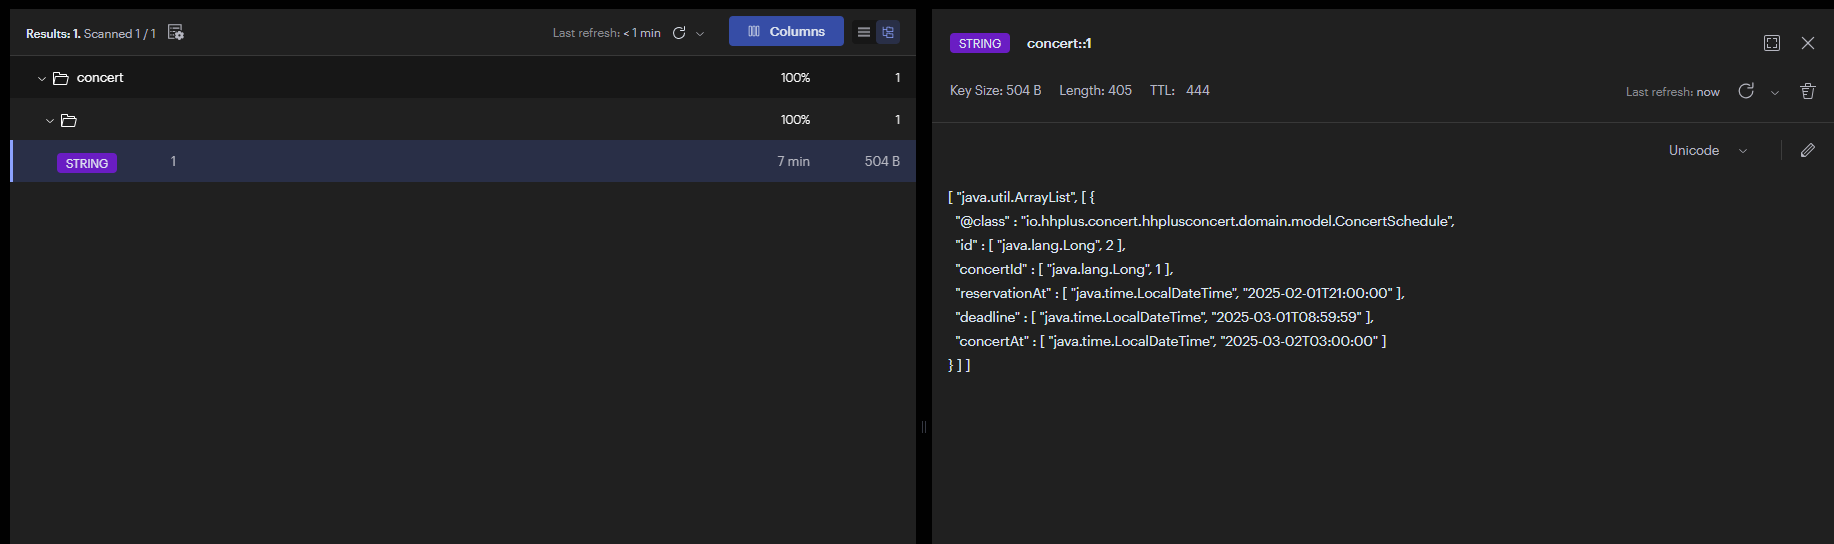 Results: 1. Scanned 1 / 1
Last refresh: < 1 min
Columns
concert 100% 1
100% 1
STRING 1 7 min 504 B
STRING concert::1
Key Size: 504 B Length: 405 TTL: 444
Last refresh: now
Unicode
[ "java.util.ArrayList", [ {
"@class" : "io.hhplus.concert.hhplusconcert.domain.model.ConcertSchedule",
"id" : [ "java.lang.Long", 2 ],
"concertId" : [ "java.lang.Long", 1 ],
"reservationAt" : [ "java.time.LocalDateTime", "2025-02-01T21:00:00" ],
"deadline" : [ "java.time.LocalDateTime", "2025-03-01T08:59:59" ],
"concertAt" : [ "java.time.LocalDateTime", "2025-03-02T03:00:00" ]
} ] ]